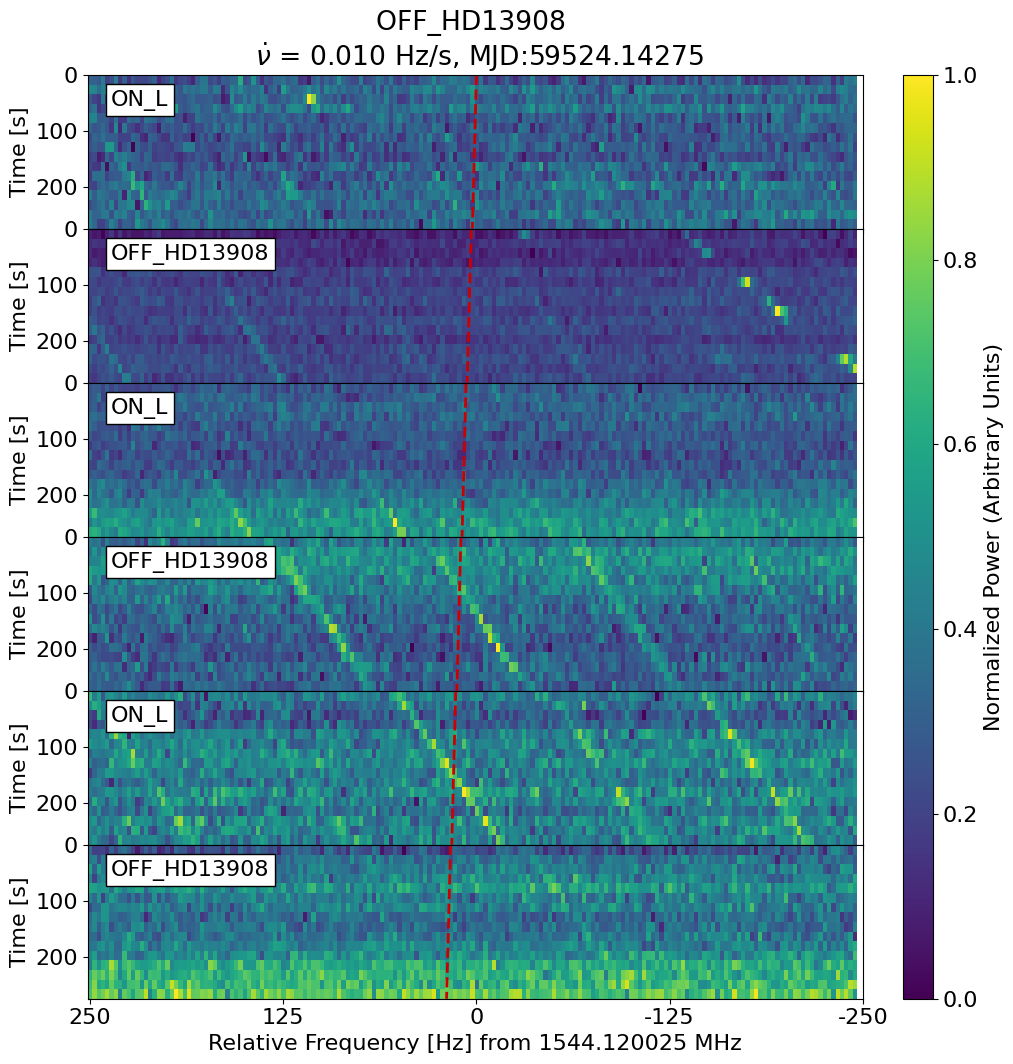 OFF_HD13908
ν̇ = 0.010 Hz/s, MJD:59524.14275
0
100
200
Time [s]
ON_L
0
100
200
Time [s]
OFF_HD13908
0
100
200
Time [s]
ON_L
0
100
200
Time [s]
OFF_HD13908
0
100
200
Time [s]
ON_L
0
100
200
Time [s]
OFF_HD13908
250 125 0 -125 -250
Relative Frequency [Hz] from 1544.120025 MHz
1.0
0.8
0.6
0.4
0.2
0.0
Normalized Power (Arbitrary Units)